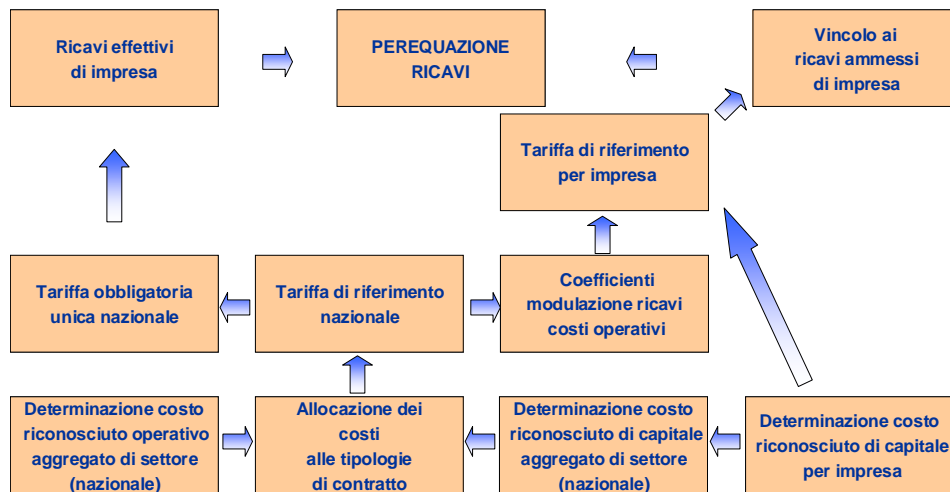 Ricavi effettivi
di impresa
PEREQUAZIONE
RICAVI
Vincolo ai
ricavi ammessi
di impresa
Tariffa di riferimento
per impresa
Tariffa obbligatoria
unica nazionale
Tariffa di riferimento
nazionale
Coefficienti
modulazione ricavi
costi operativi
Determinazione costo
riconosciuto operativo
aggregato di settore
(nazionale)
Allocazione dei
costi
alle tipologie
di contratto
Determinazione costo
riconosciuto di capitale
aggregato di settore
(nazionale)
Determinazione costo
riconosciuto di capitale
per impresa